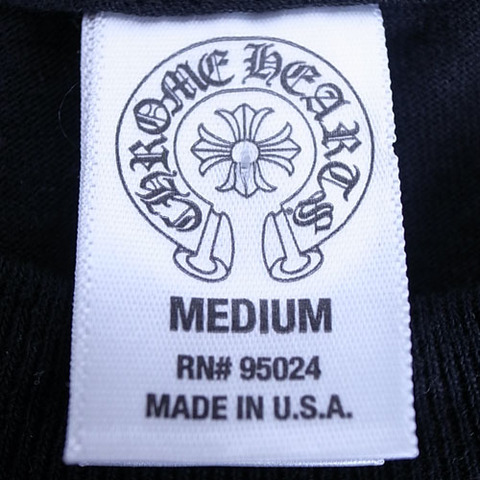 CHROME HEARTS
MEDIUM
RN# 95024
MADE IN U.S.A.